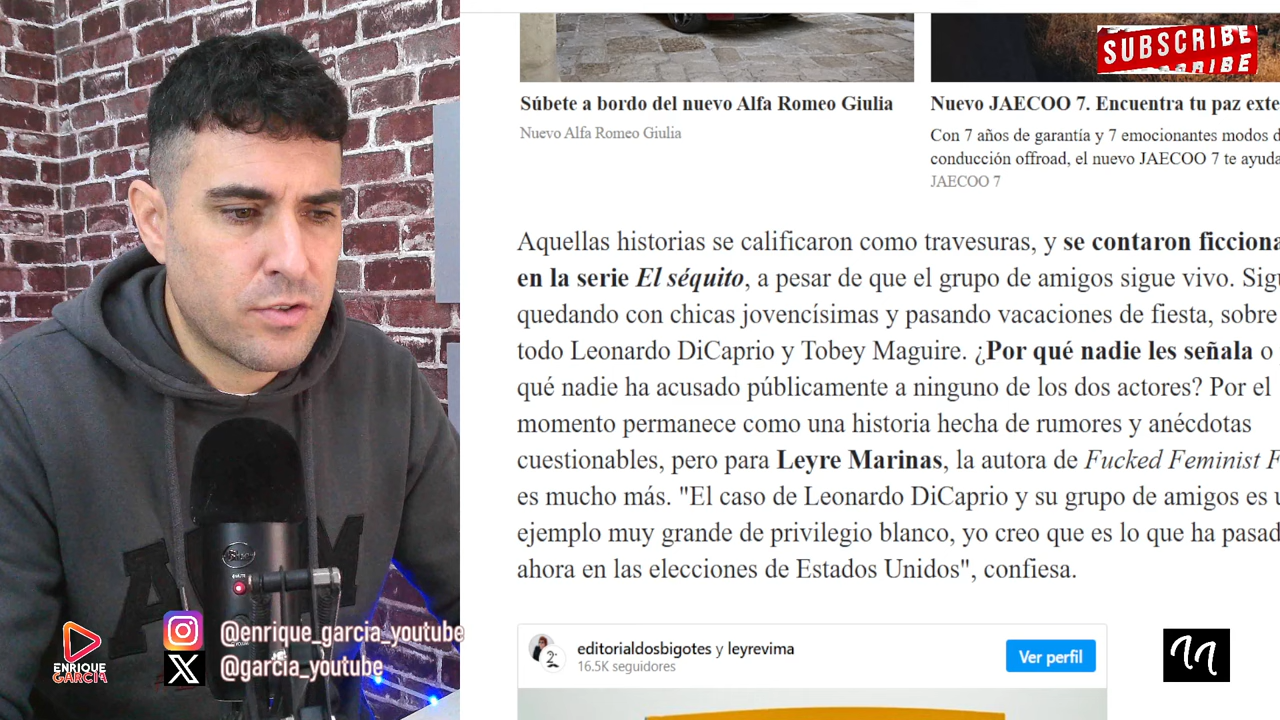 SUBSCRIBE
Súbete a bordo del nuevo Alfa Romeo Giulia
Nuevo Alfa Romeo Giulia
Nuevo JAECOO 7. Encuentra tu paz exte
Con 7 años de garantía y 7 emocionantes modos d
conducción offroad, el nuevo JAECOO 7 te ayuda
JAECOO 7
Aquellas historias se calificaron como travesuras, y se contaron ficciona
en la serie El séquito, a pesar de que el grupo de amigos sigue vivo. Sigu
quedando con chicas jovencísimas y pasando vacaciones de fiesta, sobre
todo Leonardo DiCaprio y Tobey Maguire. ¿Por qué nadie les señala o
qué nadie ha acusado públicamente a ninguno de los dos actores? Por el
momento permanece como una historia hecha de rumores y anécdotas
cuestionables, pero para Leyre Marinas, la autora de Fucked Feminist F
es mucho más. "El caso de Leonardo DiCaprio y su grupo de amigos es u
ejemplo muy grande de privilegio blanco, yo creo que es lo que ha pasad
ahora en las elecciones de Estados Unidos", confiesa.
editorialdosbigotes y leyrevima
16.5K seguidores
Ver perfil
@enrique_garcia_youtube
@garcia_youtube
ENRIQUE
GARCIA